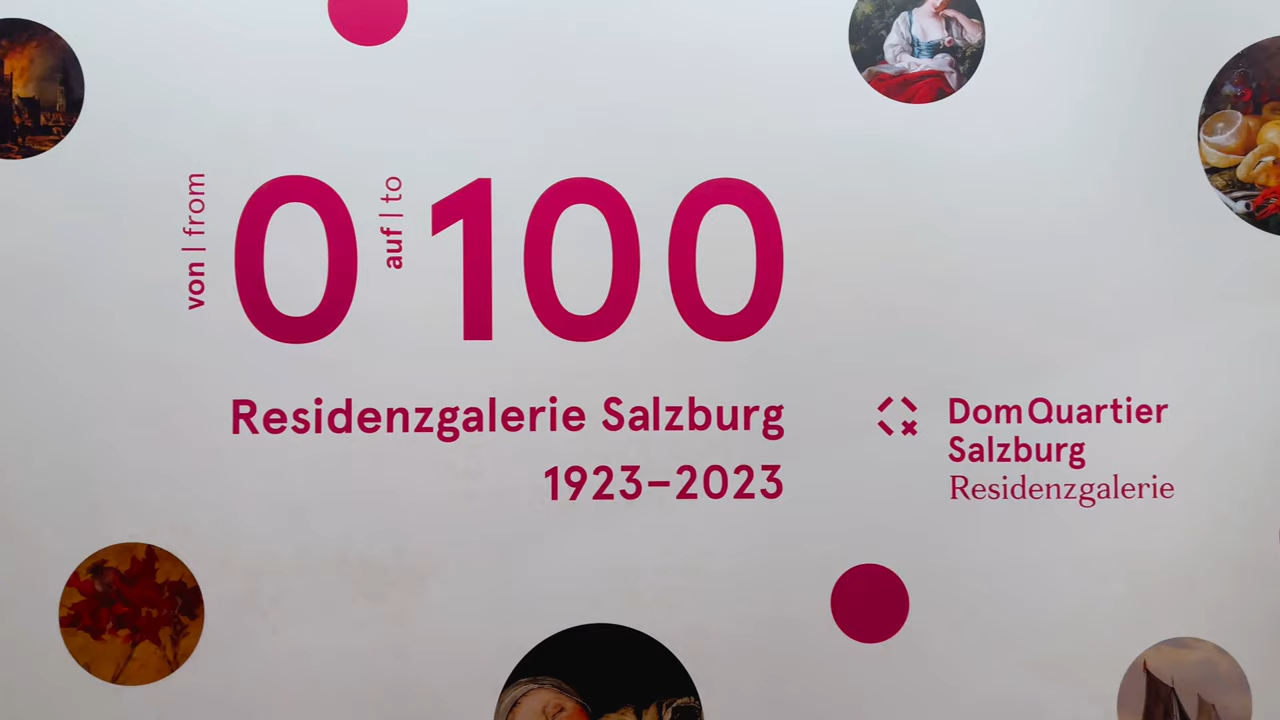 von | from 0 auf | to 100
Residenzgalerie Salzburg
1923–2023
DomQuartier
Salzburg
Residenzgalerie